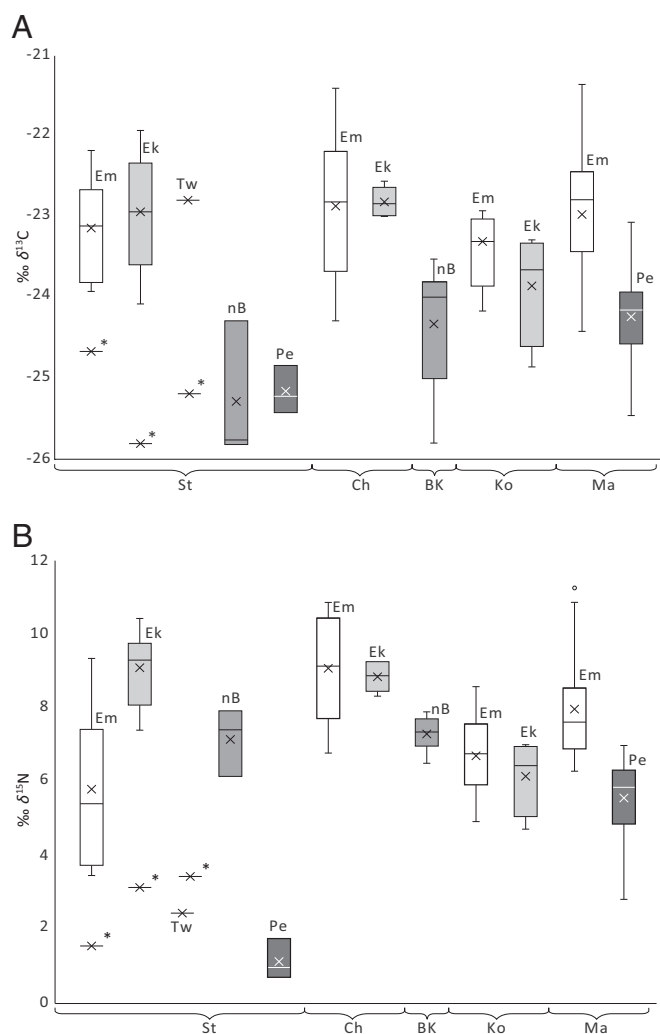 A
-21
-22
-23
-24
-25
-26
‰ δ¹³C
Em
Ek
Tw
nB
Pe
*
*
*
Em
Ek
nB
Em
Ek
Em
Pe
St
Ch
BK
Ko
Ma
B
12
10
8
6
4
2
0
‰ δ¹⁵N
Em
Ek
nB
*
*
*
Tw
Pe
Em
Ek
nB
Em
Ek
Em
Pe
St
Ch
BK
Ko
Ma